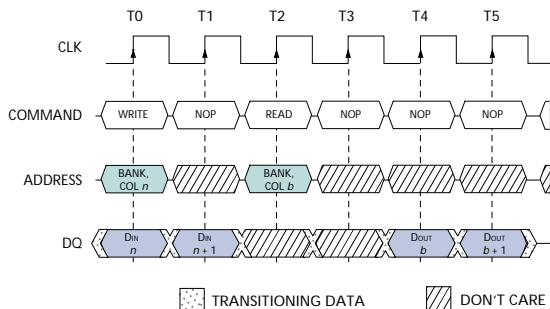 T0 T1 T2 T3 T4 T5
CLK
COMMAND WRITE NOP READ NOP NOP NOP
ADDRESS BANK, COL n BANK, COL b
DQ DIN n DIN n + 1 DOUT b DOUT b + 1
TRANSITIONING DATA DON'T CARE